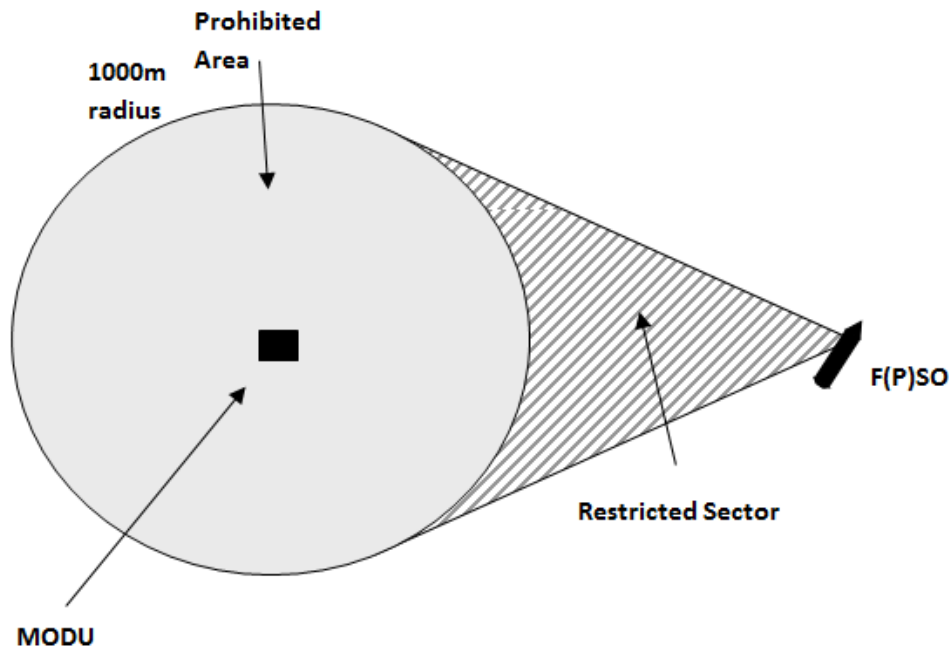 Prohibited
Area
1000m
radius
F(P)SO
Restricted Sector
MODU